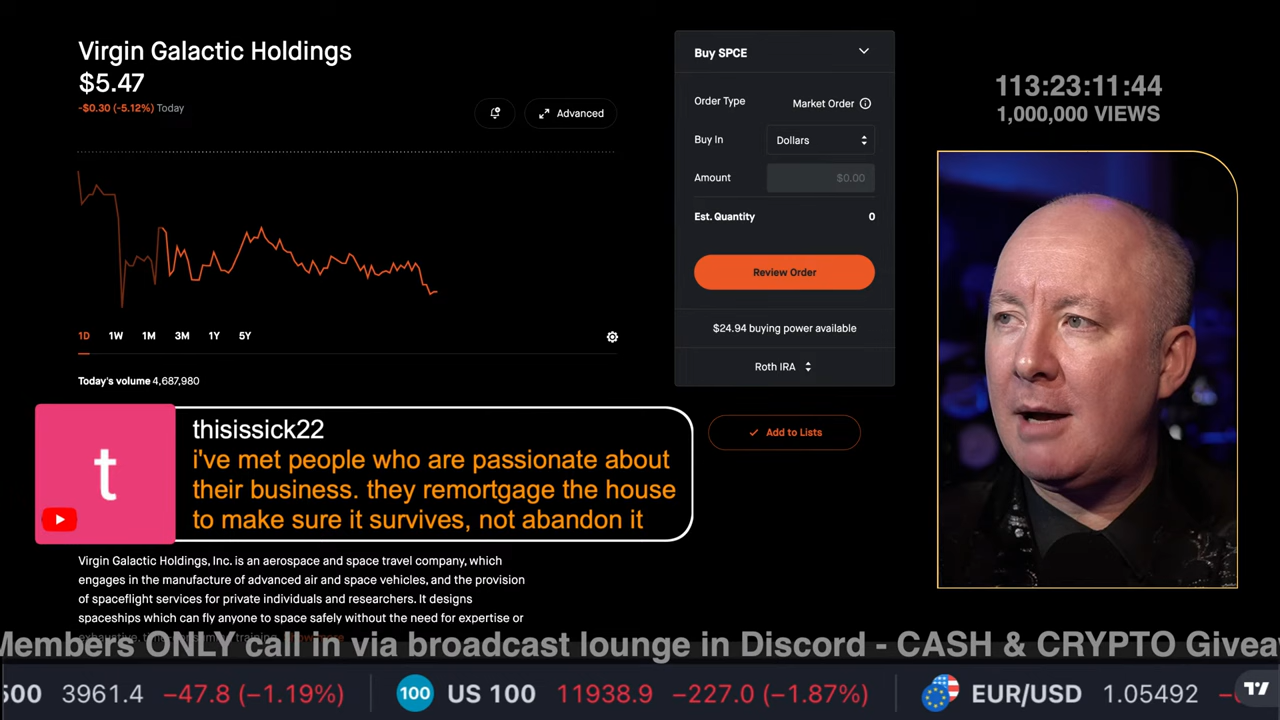 Virgin Galactic Holdings
$5.47
-$0.30 (-5.12%) Today
Advanced
1D 1W 1M 3M 1Y 5Y
Today's volume 4,687,980
Buy SPCE
Order Type Market Order
Buy In Dollars
Amount $0.00
Est. Quantity 0
Review Order
$24.94 buying power available
Roth IRA
Add to Lists
113:23:11:44
1,000,000 VIEWS
t
thisissick22
i've met people who are passionate about
their business. they remortgage the house
to make sure it survives, not abandon it
Virgin Galactic Holdings, Inc. is an aerospace and space travel company, which
engages in the manufacture of advanced air and space vehicles, and the provision
of spaceflight services for private individuals and researchers. It designs
spaceships which can fly anyone to space safely without the need for expertise or
Members ONLY call in via broadcast lounge in Discord - CASH & CRYPTO Givea
500 3961.4 −47.8 (−1.19%) 100 US 100 11938.9 −227.0 (−1.87%) EUR/USD 1.05492